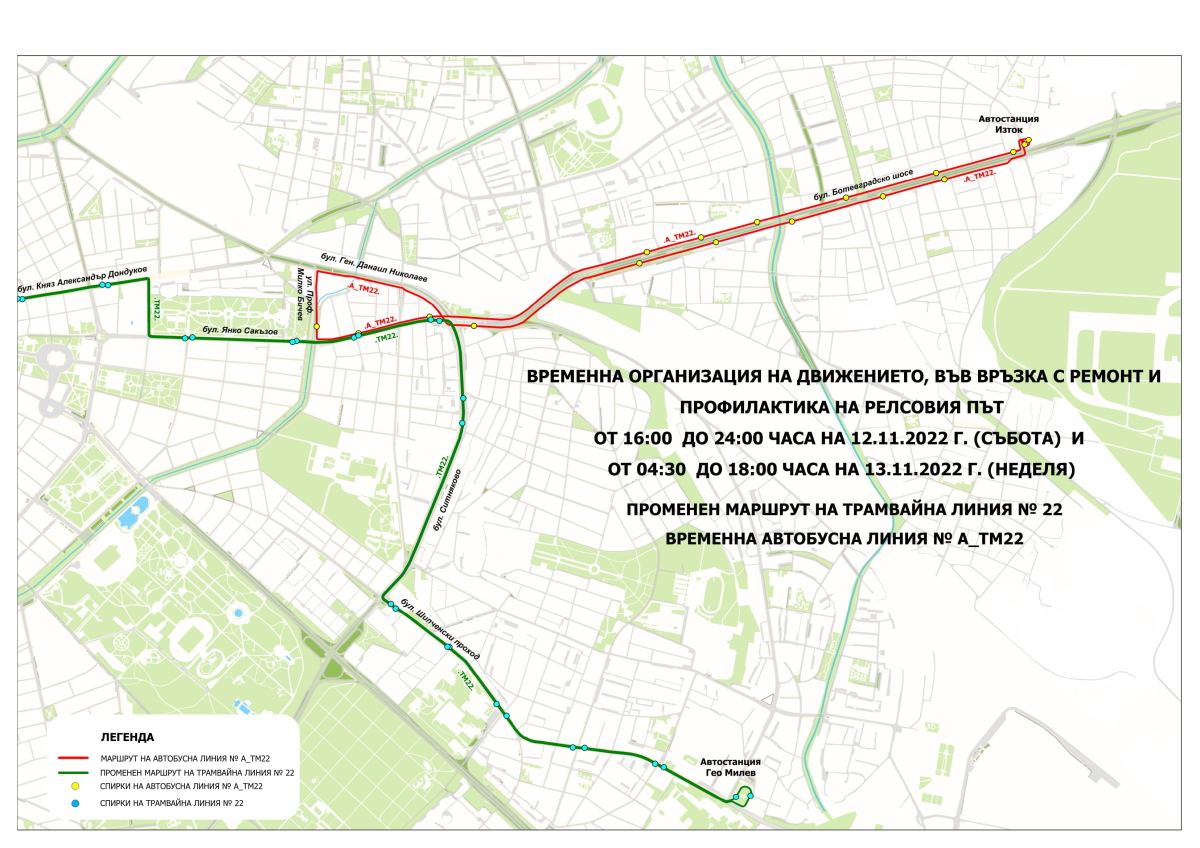 Автостанция
Изток
бул. Ботевградско шосе
.А_ТМ22.
.А_ТМ22.
бул. Ген. Данаил Николаев
бул. Княз Александър Дондуков
ул. Проф.
Милко Бичев
.А_ТМ22.
.ТМ22.
.А_ТМ22.
бул. Янко Сакъзов
.ТМ22.
ВРЕМЕННА ОРГАНИЗАЦИЯ НА ДВИЖЕНИЕТО, ВЪВ ВРЪЗКА С РЕМОНТ И
ПРОФИЛАКТИКА НА РЕЛСОВИЯ ПЪТ
ОТ 16:00 ДО 24:00 ЧАСА НА 12.11.2022 Г. (СЪБОТА) И
ОТ 04:30 ДО 18:00 ЧАСА НА 13.11.2022 Г. (НЕДЕЛЯ)
ПРОМЕНЕН МАРШРУТ НА ТРАМВАЙНА ЛИНИЯ № 22
ВРЕМЕННА АВТОБУСНА ЛИНИЯ № А_ТМ22
.ТМ22.
бул. Ситняково
бул. Шипченски проход
.ТМ22.
Автостанция
Гео Милев
ЛЕГЕНДА
МАРШРУТ НА АВТОБУСНА ЛИНИЯ № А_ТМ22
ПРОМЕНЕН МАРШРУТ НА ТРАМВАЙНА ЛИНИЯ № 22
СПИРКИ НА АВТОБУСНА ЛИНИЯ № А_ТМ22
СПИРКИ НА ТРАМВАЙНА ЛИНИЯ № 22